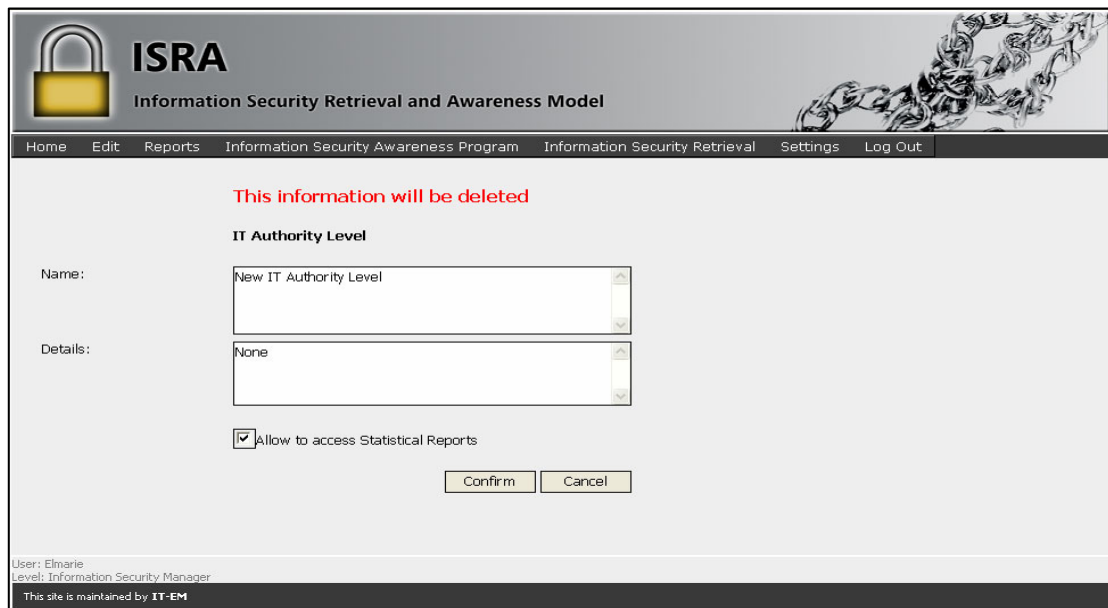 ISRA
Information Security Retrieval and Awareness Model
Home Edit Reports Information Security Awareness Program Information Security Retrieval Settings Log Out
This information will be deleted
IT Authority Level
Name:
New IT Authority Level
Details:
None
Allow to access Statistical Reports
Confirm Cancel
User: Elmarie
Level: Information Security Manager
This site is maintained by IT-EM